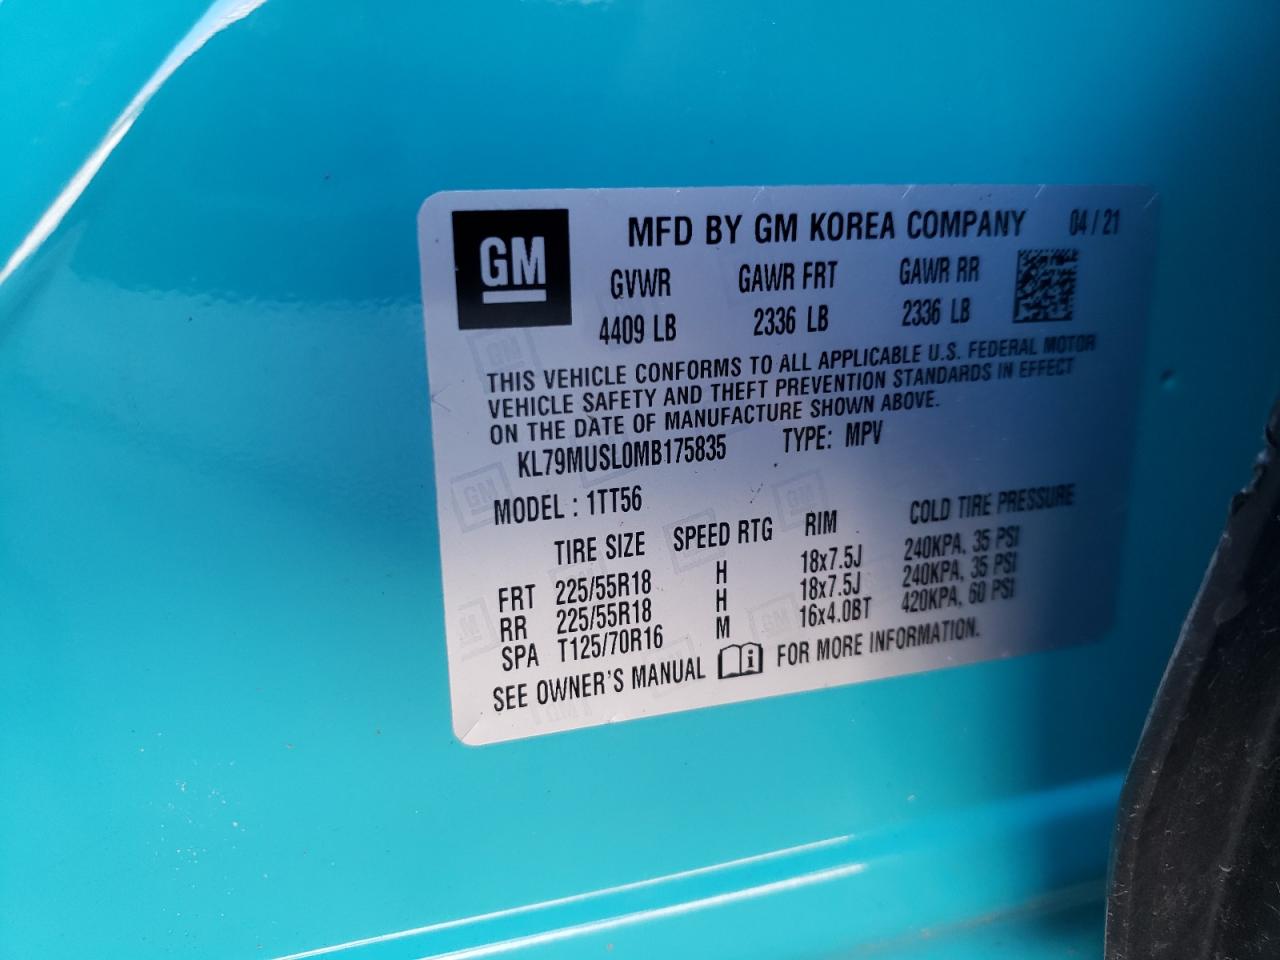 GM
MFD BY GM KOREA COMPANY 04 / 21
GVWR GAWR FRT GAWR RR
4409 LB 2336 LB 2336 LB
THIS VEHICLE CONFORMS TO ALL APPLICABLE U.S. FEDERAL MOTOR
VEHICLE SAFETY AND THEFT PREVENTION STANDARDS IN EFFECT
ON THE DATE OF MANUFACTURE SHOWN ABOVE.
KL79MUSL0MB175835 TYPE: MPV
MODEL : 1TT56
TIRE SIZE SPEED RTG RIM COLD TIRE PRESSURE
FRT 225/55R18 H 18x7.5J 240KPA, 35 PSI
RR 225/55R18 H 18x7.5J 240KPA, 35 PSI
SPA T125/70R16 M 16x4.0BT 420KPA, 60 PSI
SEE OWNER'S MANUAL FOR MORE INFORMATION.